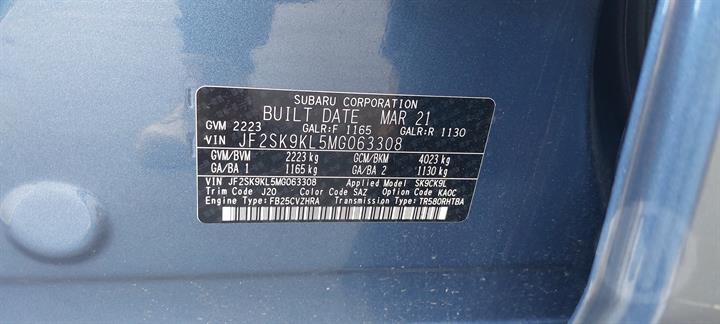 SUBARU CORPORATION
BUILT DATE MAR 21
GVM 2223 GALR:F 1165 GALR:R 1130
VIN JF2SK9KL5MG063308
GVM/BVM 2223 kg GCM/BKM 4023 kg
GA/BA 1 1165 kg GA/BA 2 1130 kg
VIN JF2SK9KL5MG063308 Applied Model SK9CK9L
Trim Code J20 Color Code SAZ Option Code KAOC
Engine Type: FB25CVZHRA Transmission Type: TR580RHTBA